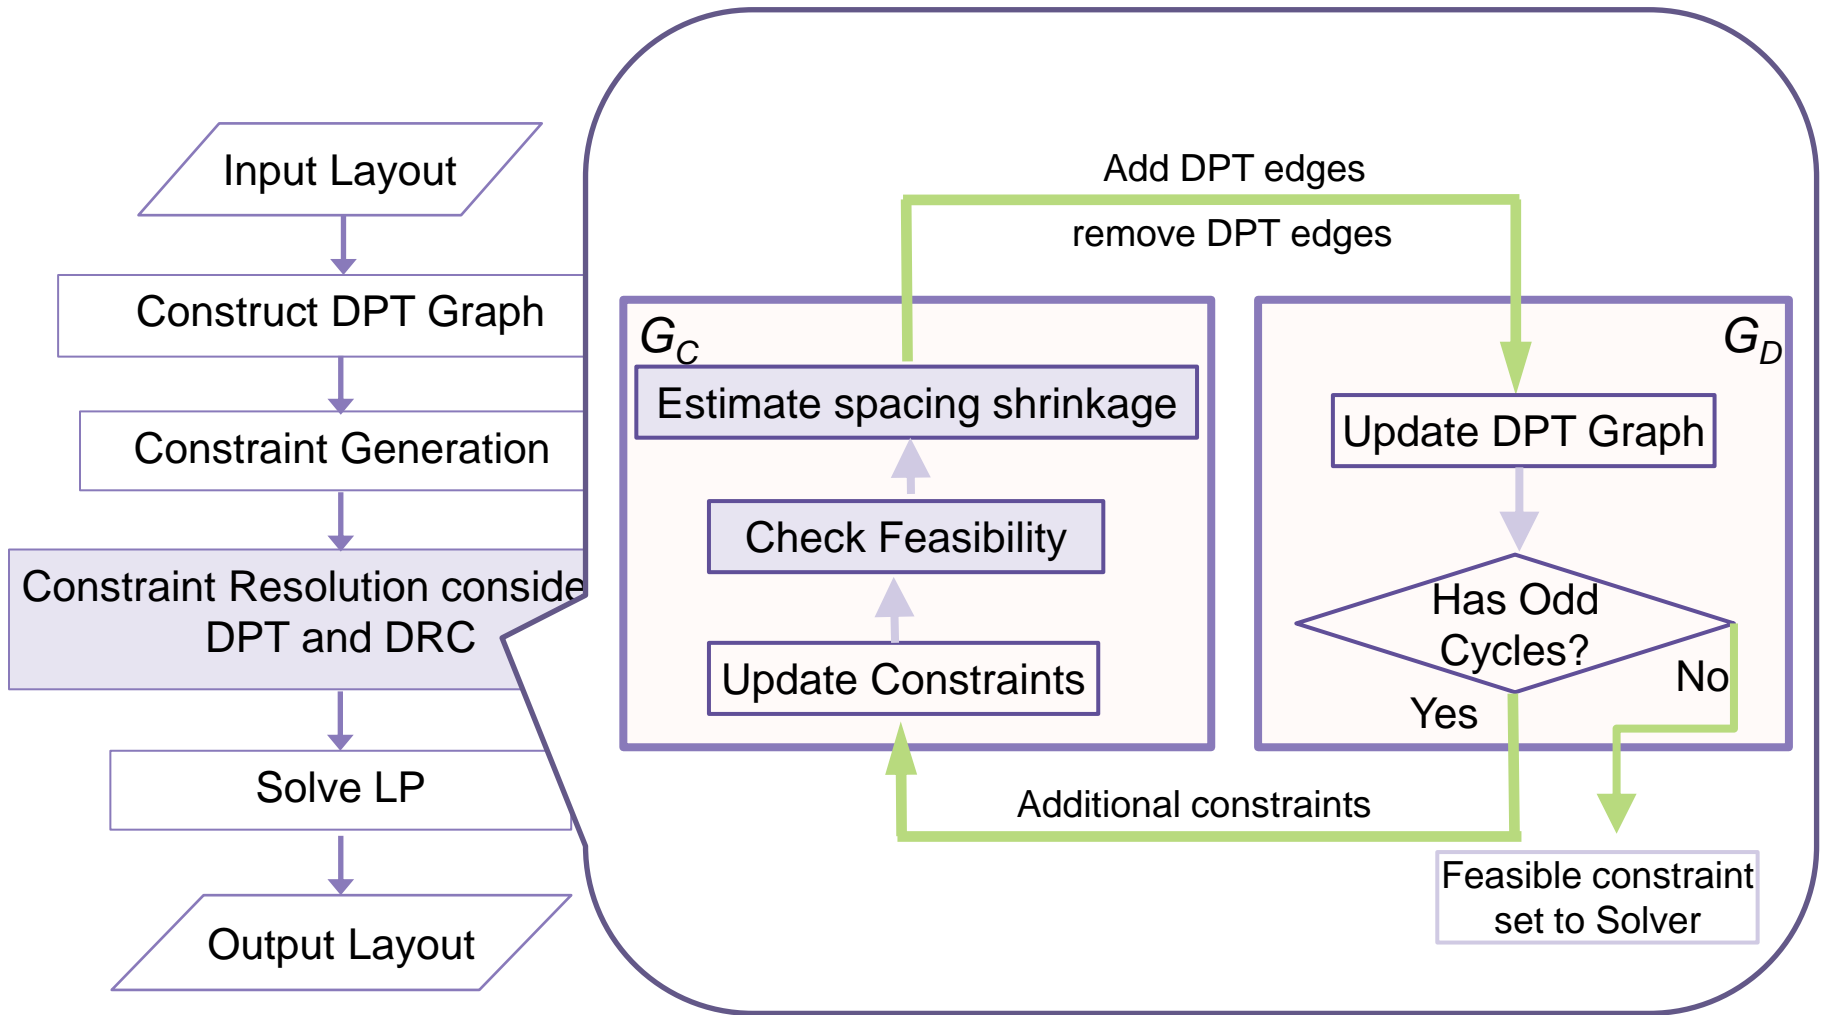 Input Layout
Construct DPT Graph
Constraint Generation
Constraint Resolution conside
DPT and DRC
Solve LP
Output Layout
Add DPT edges
remove DPT edges
G_C
Estimate spacing shrinkage
Check Feasibility
Update Constraints
G_D
Update DPT Graph
Has Odd
Cycles?
No
Yes
Additional constraints
Feasible constraint
set to Solver